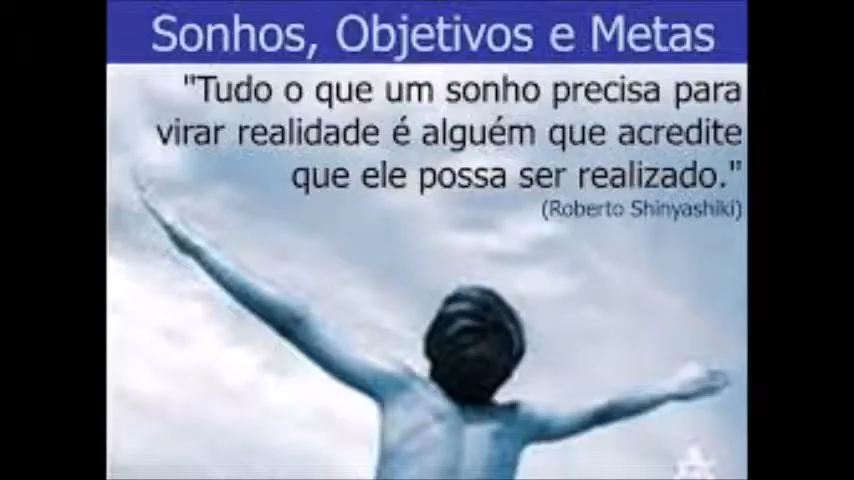 Sonhos, Objetivos e Metas
"Tudo o que um sonho precisa para
virar realidade é alguém que acredite
que ele possa ser realizado."
(Roberto Shinyashiki)